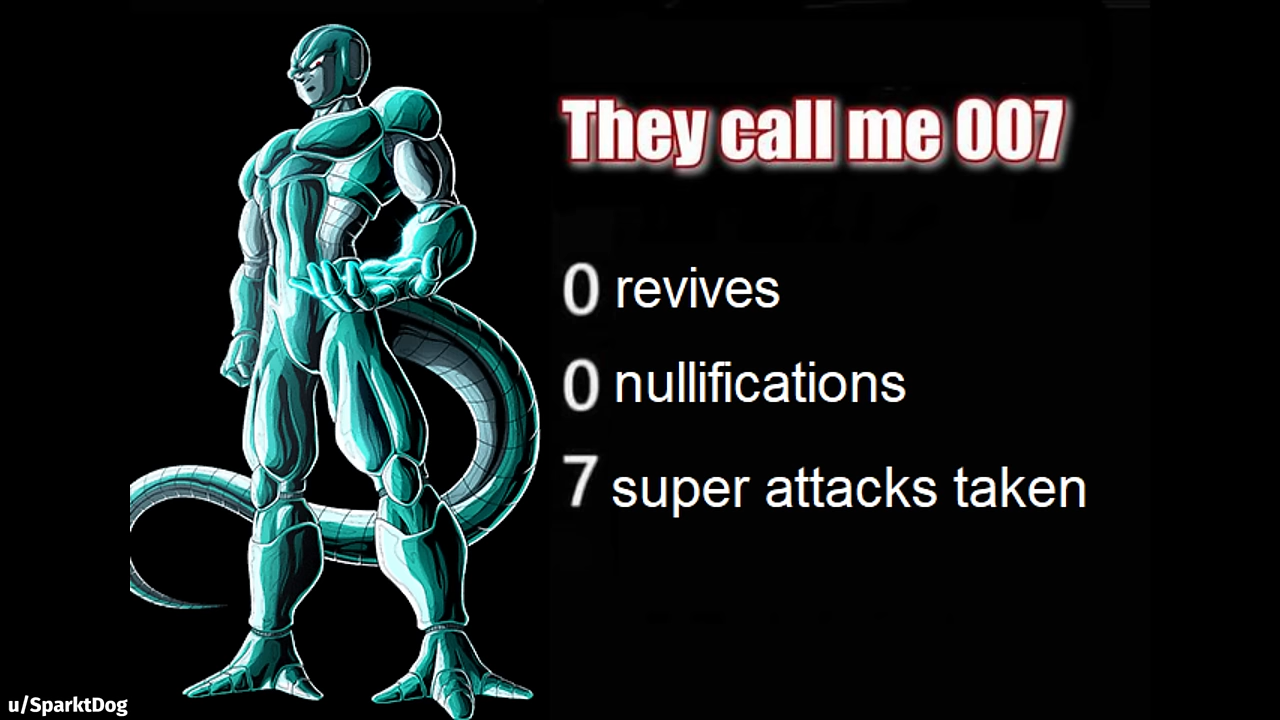 They call me 007
0 revives
0 nullifications
7 super attacks taken
u/SparktDog